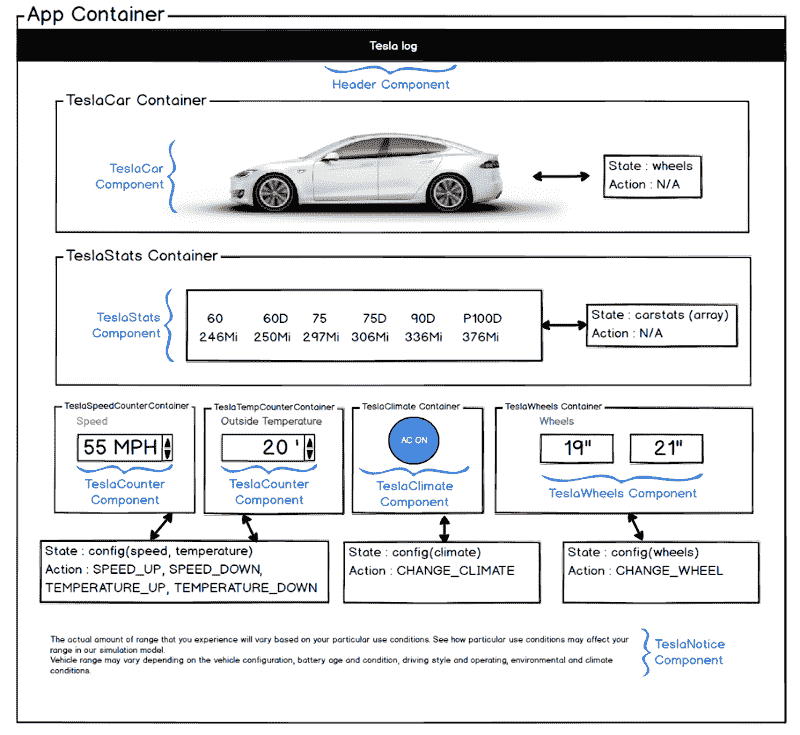 App Container
Tesla log
Header Component
TeslaCar Container
TeslaCar
Component
State : wheels
Action : N/A
TeslaStats Container
TeslaStats
Component
60 60D 75 75D 90D P100D
246Mi 250Mi 297Mi 306Mi 336Mi 376Mi
State : carstats (array)
Action : N/A
TeslaSpeedCounterContainer
Speed
55 MPH
TeslaCounter
Component
TeslaTempCounterContainer
Outside Temperature
20 '
TeslaCounter
Component
TeslaClimate Container
AC ON
TeslaClimate
Component
TeslaWheels Container
Wheels
19" 21"
TeslaWheels Component
State : config(speed, temperature)
Action : SPEED_UP, SPEED_DOWN,
TEMPERATURE_UP, TEMPERATURE_DOWN
State : config(climate)
Action : CHANGE_CLIMATE
State : config(wheels)
Action : CHANGE_WHEEL
The actual amount of range that you experience will vary based on your particular use conditions. See how particular use conditions may affect your
range in our simulation model.
Vehicle range may vary depending on the vehicle configuration, battery age and condition, driving style and operating, environmental and climate
conditions.
TeslaNotice
Component